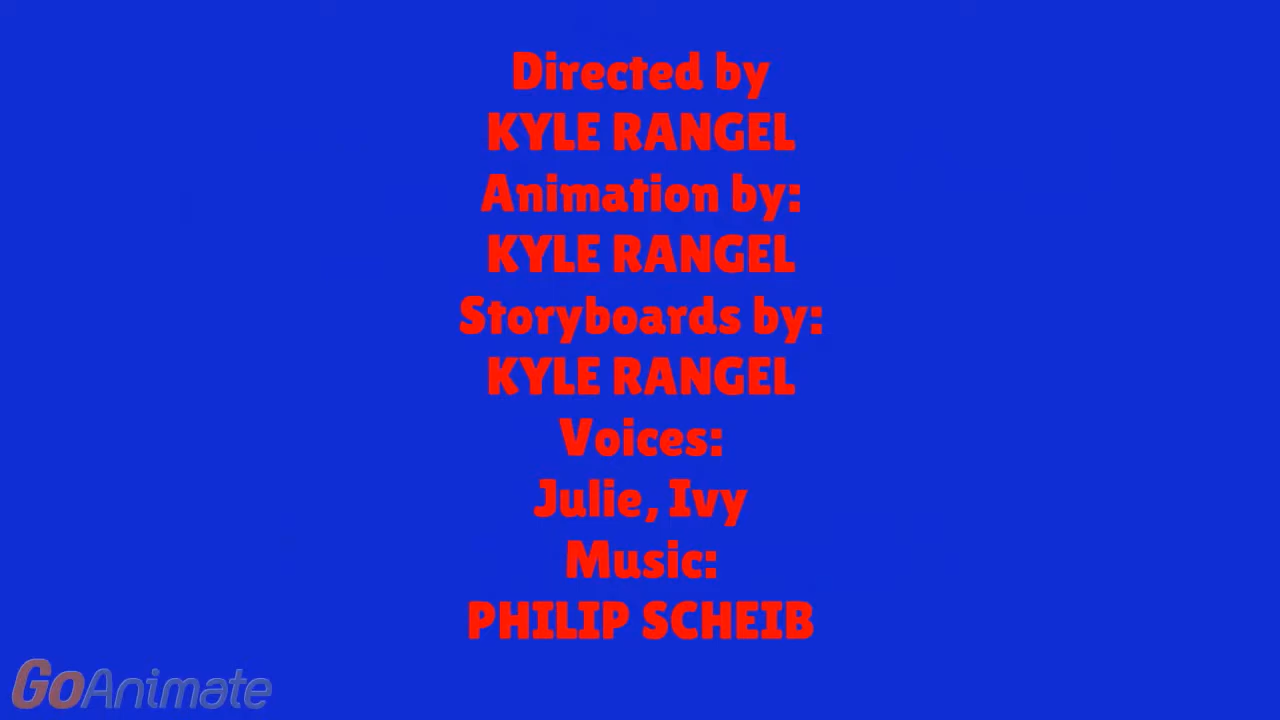 Directed by
KYLE RANGEL
Animation by:
KYLE RANGEL
Storyboards by:
KYLE RANGEL
Voices:
Julie, Ivy
Music:
PHILIP SCHEIB
GoAnimate